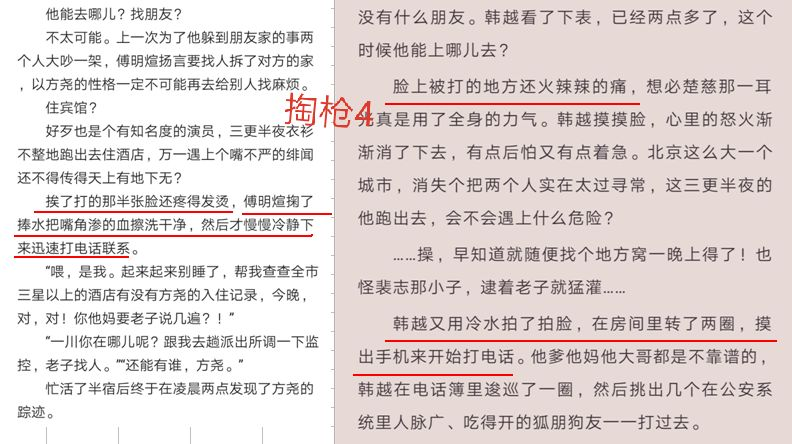 他能去哪儿？找朋友？
不太可能。上一次为了他躲到朋友家的事两
个人大吵一架，傅明煊扬言要找人拆了对方的家
，以方尧的性格一定不可能再去给别人找麻烦。
住宾馆？
好歹也是个有知名度的演员，三更半夜衣衫
不整地跑出去住酒店，万一遇上个嘴不严的绯闻
还不得传得天上有地下无？
挨了打的那半张脸还疼得发烫，傅明煊掬了
捧水把嘴角渗的血擦洗干净，然后才慢慢冷静下
来迅速打电话联系。
“喂，是我。起来起来别睡了，帮我查查全市
三星以上的酒店有没有方尧的入住记录，今晚，
对，对！你他妈要老子说几遍？！”
“一川你在哪儿呢？跟我去趟派出所调一下监
控，老子找人。”“还能有谁，方尧。”
忙活了半宿后终于在凌晨两点发现了方尧的
踪迹。
掏枪4
没有什么朋友。韩越看了下表，已经两点多了，这个
时候他能上哪儿去？
脸上被打的地方还火辣辣的痛，想必楚慈那一耳
光真是用了全身的力气。韩越摸摸脸，心里的怒火渐
渐消了下去，有点后怕又有点着急。北京这么大一个
城市，消失个把两个人实在太过寻常，这三更半夜的
他跑出去，会不会遇上什么危险？
……操，早知道就随便找个地方窝一晚上得了！也
怪裴志那小子，逮着老子就猛灌……
韩越又用冷水拍了拍脸，在房间里转了两圈，摸
出手机来开始打电话。他爹他妈他大哥都是不靠谱的，
韩越在电话簿里逡巡了一圈，然后挑出几个在公安系
统里人脉广、吃得开的狐朋狗友一一打过去。